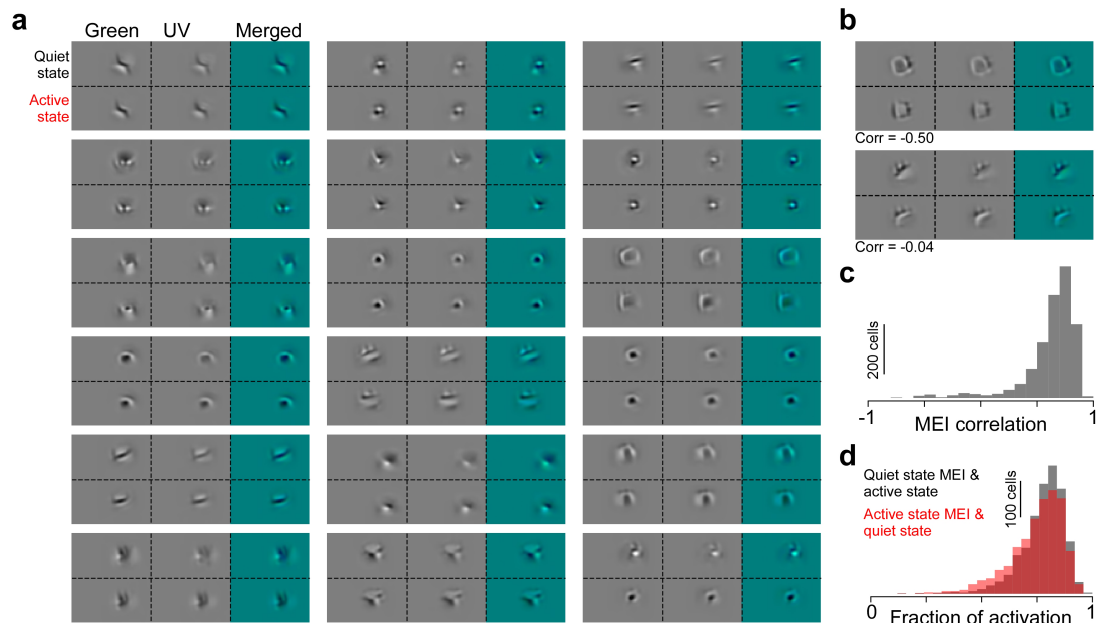 a
Green UV Merged
Quiet
state
Active
state
b
Corr = -0.50
Corr = -0.04
c
200 cells
-1 1
MEI correlation
d
Quiet state MEI &
active state
Active state MEI &
quiet state
100 cells
0 1
Fraction of activation